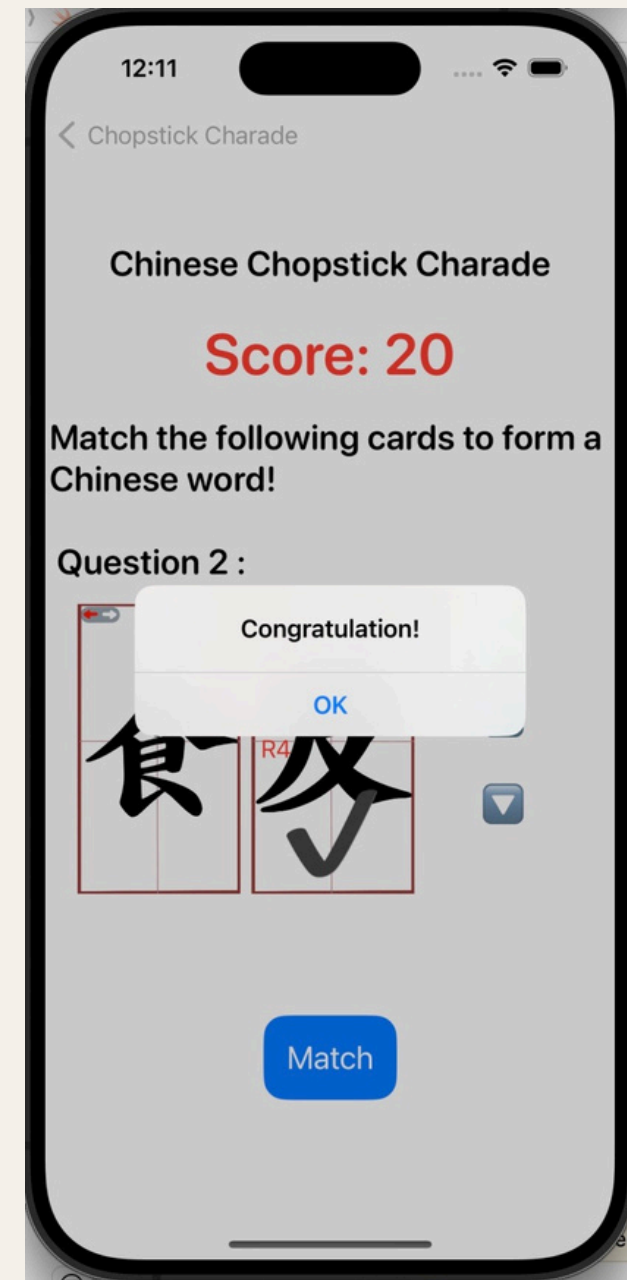 12:11
Chopstick Charade
Chinese Chopstick Charade
Score: 20
Match the following cards to form a
Chinese word!
Question 2 :
Congratulation!
OK
R4
Match